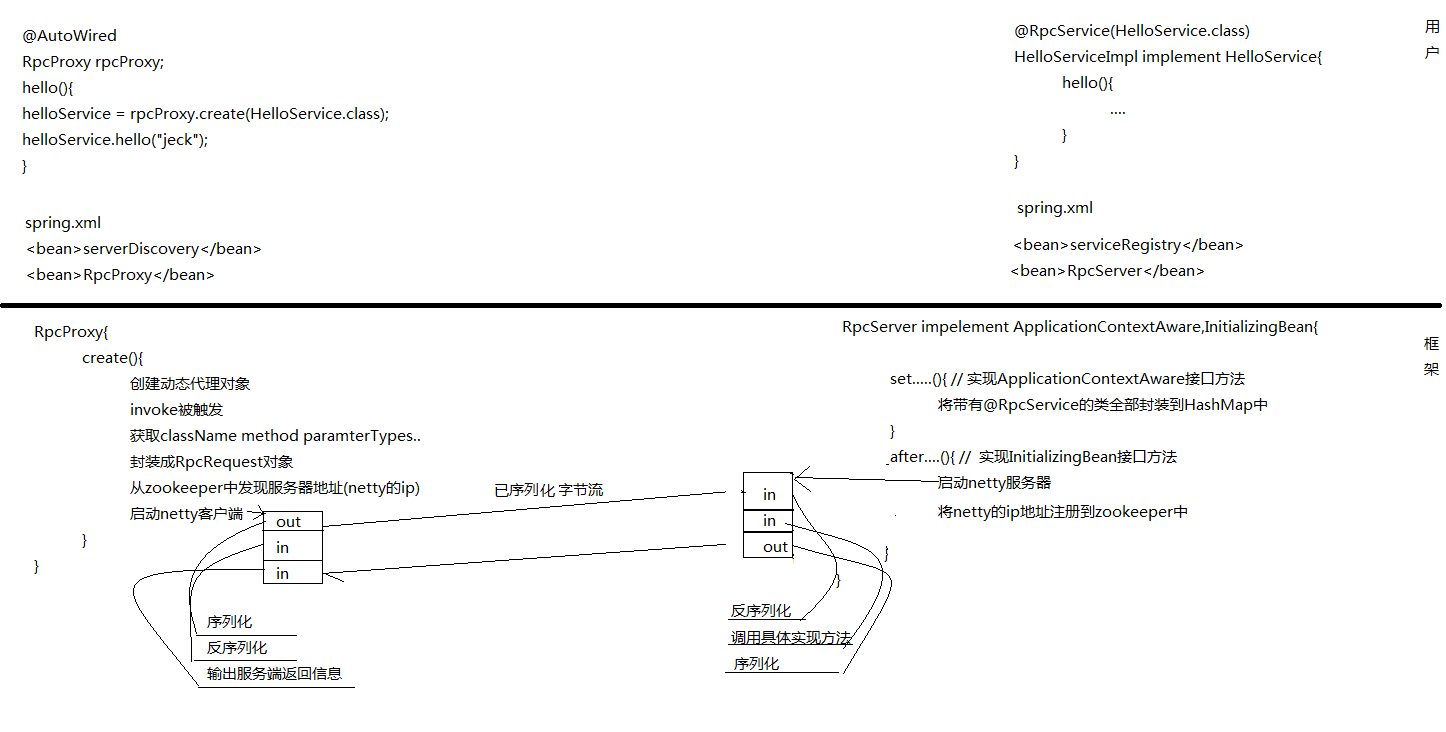 @AutoWired
RpcProxy rpcProxy;
hello(){
helloService = rpcProxy.create(HelloService.class);
helloService.hello("jeck");
}
spring.xml
<bean>serverDiscovery</bean>
<bean>RpcProxy</bean>
@RpcService(HelloService.class)
HelloServiceImpl implement HelloService{
hello(){
....
}
}
spring.xml
<bean>serviceRegistry</bean>
<bean>RpcServer</bean>
用
户
RpcProxy{
create(){
创建动态代理对象
invoke被触发
获取className method paramterTypes..
封装成RpcRequest对象
从zookeeper中发现服务器地址(netty的ip)
启动netty客户端
}
}
out
in
in
序列化
反序列化
输出服务端返回信息
已序列化 字节流
RpcServer impelement ApplicationContextAware,InitializingBean{
set.....(){ // 实现ApplicationContextAware接口方法
将带有@RpcService的类全部封装到HashMap中
}
after....(){ // 实现InitializingBean接口方法
启动netty服务器
将netty的ip地址注册到zookeeper中
}
}
in
in
out
反序列化
调用具体实现方法
序列化
框
架